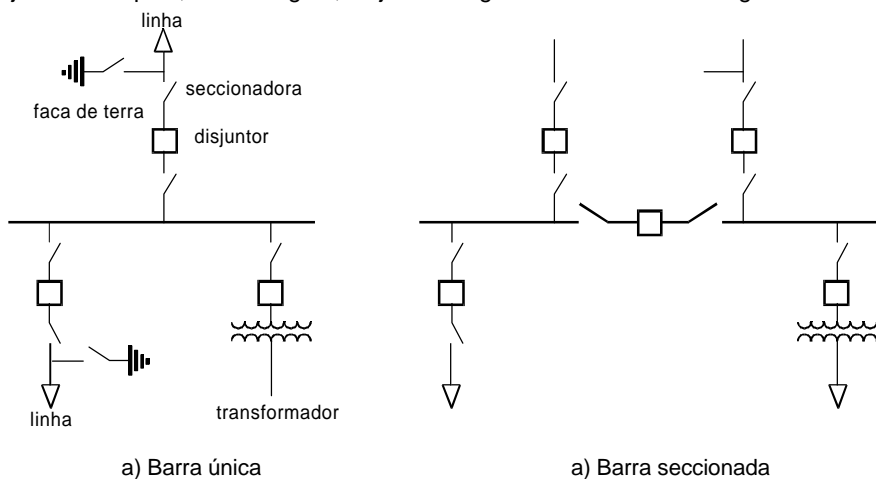 linha
seccionadora
faca de terra
disjuntor
linha
transformador
a) Barra única
a) Barra seccionada